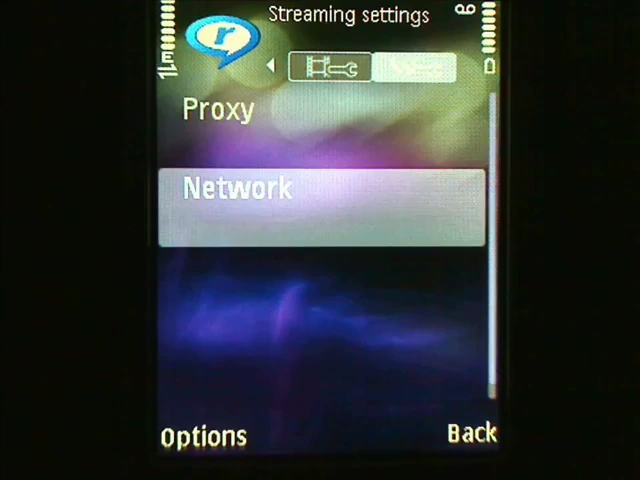 Streaming settings
r
Proxy
Network
Options
Back